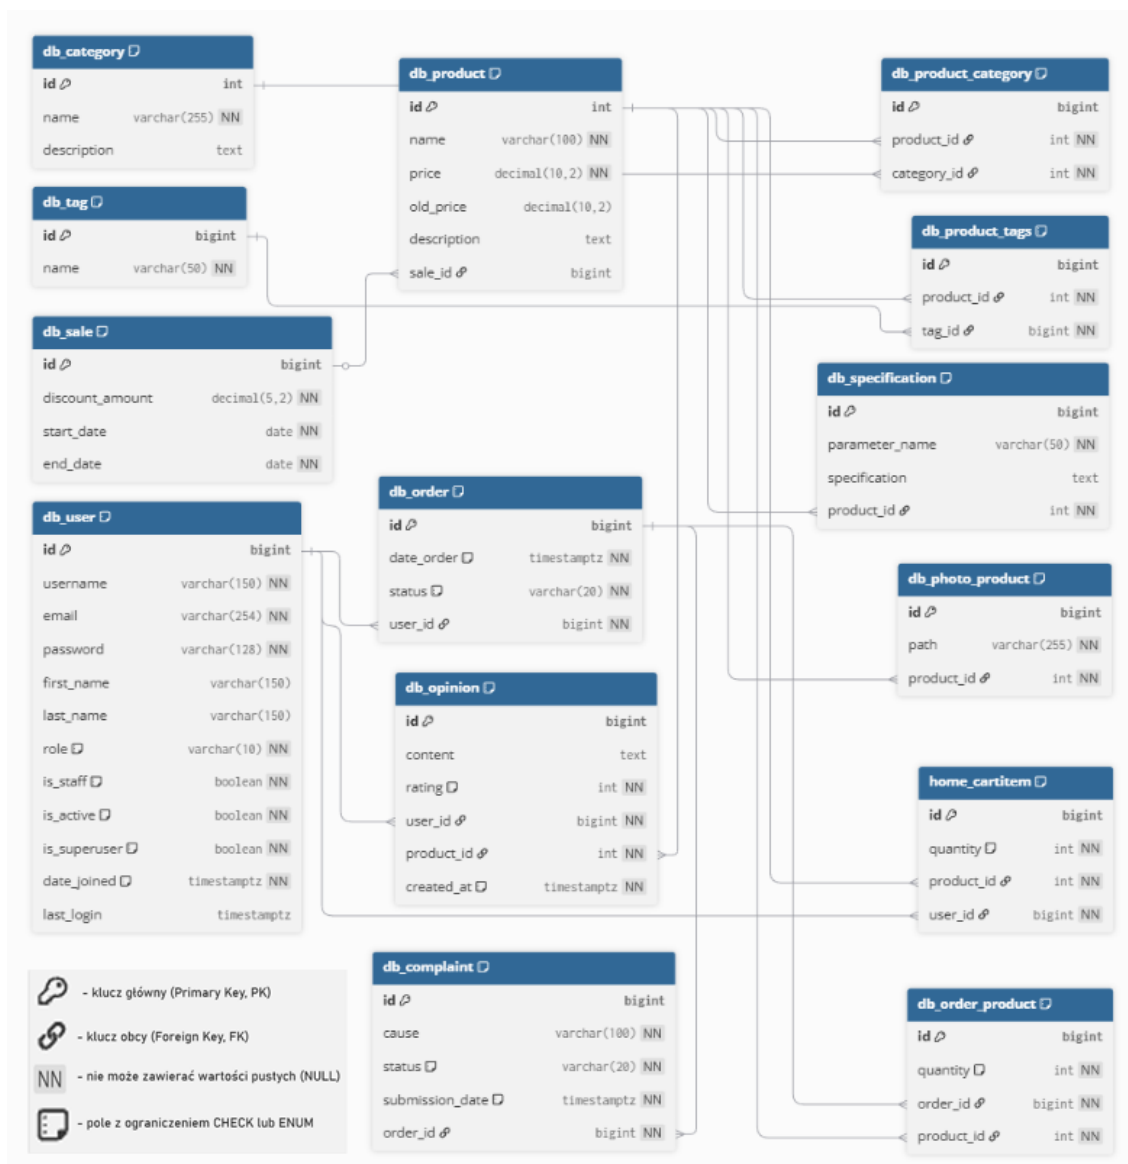 db_category
id int
name varchar(255) NN
description text
db_tag
id bigint
name varchar(50) NN
db_sale
id bigint
discount_amount decimal(5,2) NN
start_date date NN
end_date date NN
db_user
id bigint
username varchar(150) NN
email varchar(254) NN
password varchar(128) NN
first_name varchar(150)
last_name varchar(150)
role varchar(10) NN
is_staff boolean NN
is_active boolean NN
is_superuser boolean NN
date_joined timestamptz NN
last_login timestamptz
- klucz główny (Primary Key, PK)
- klucz obcy (Foreign Key, FK)
NN - nie może zawierać wartości pustych (NULL)
- pole z ograniczeniem CHECK lub ENUM
db_product
id int
name varchar(100) NN
price decimal(10,2) NN
old_price decimal(10,2)
description text
sale_id bigint
db_order
id bigint
date_order timestamptz NN
status varchar(20) NN
user_id bigint NN
db_opinion
id bigint
content text
rating int NN
user_id bigint NN
product_id int NN
created_at timestamptz NN
db_complaint
id bigint
cause varchar(100) NN
status varchar(20) NN
submission_date timestamptz NN
order_id bigint NN
db_product_category
id bigint
product_id int NN
category_id int NN
db_product_tags
id bigint
product_id int NN
tag_id bigint NN
db_specification
id bigint
parameter_name varchar(50) NN
specification text
product_id int NN
db_photo_product
id bigint
path varchar(255) NN
product_id int NN
home_cartitem
id bigint
quantity int NN
product_id int NN
user_id bigint NN
db_order_product
id bigint
quantity int NN
order_id bigint NN
product_id int NN